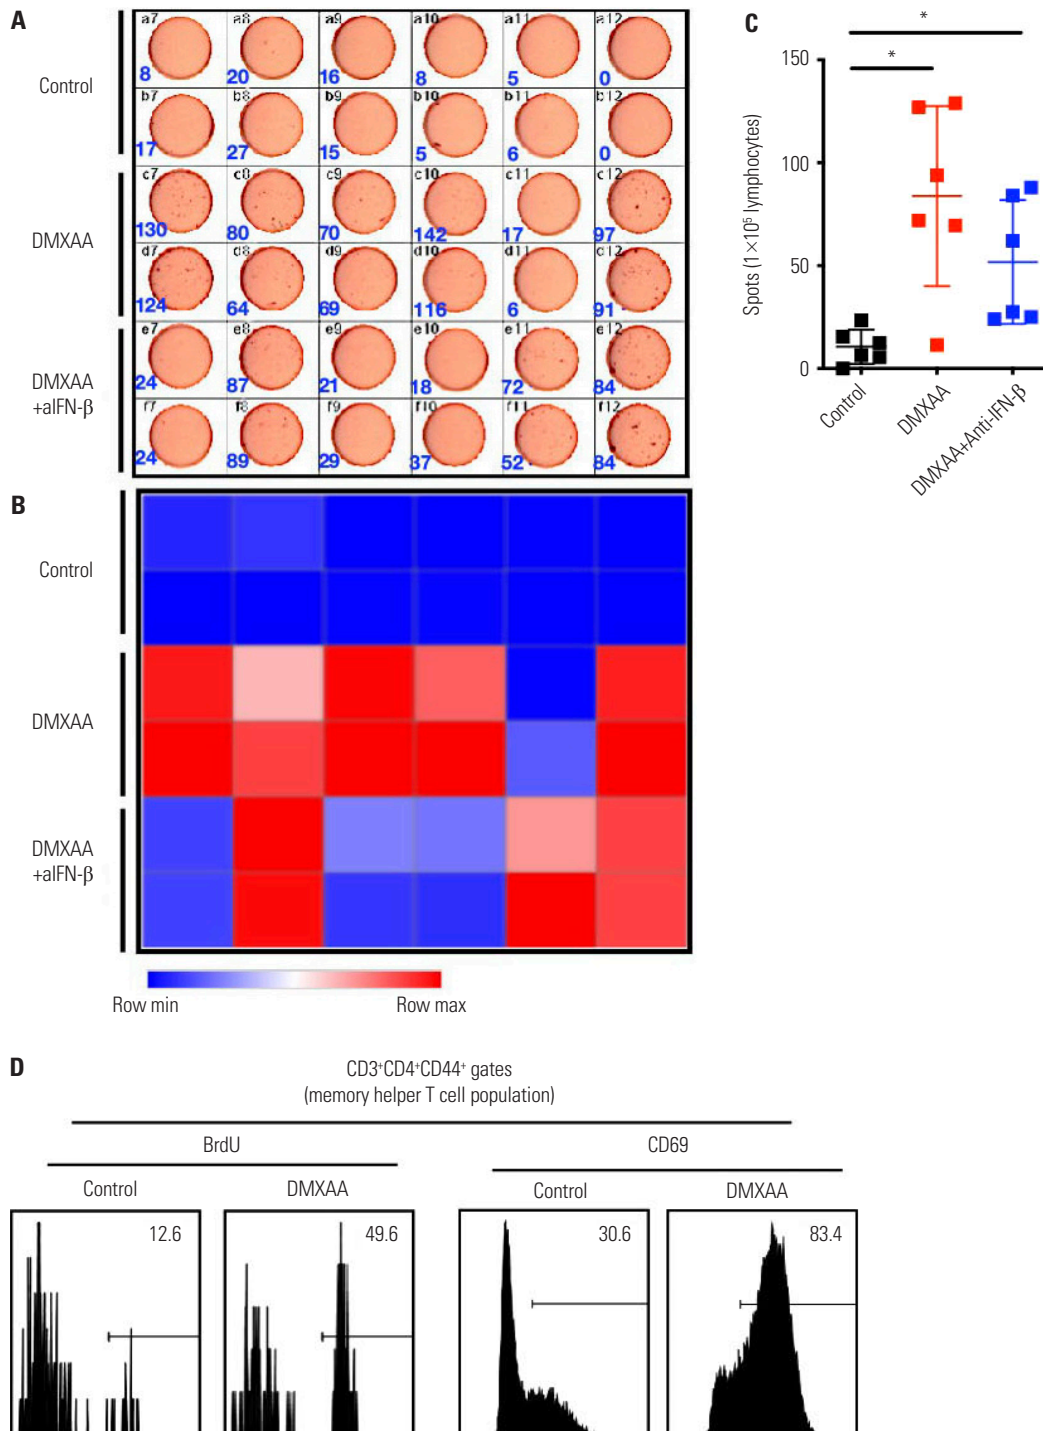 A
Control
DMXAA
DMXAA
+aIFN-β
a7 a8 a9 a10 a11 a12
8 20 16 8 5 0
b7 b8 b9 b10 b11 b12
17 27 15 5 6 0
c7 c8 c9 c10 c11 c12
130 80 70 142 17 97
d7 d8 d9 d10 d11 d12
124 64 69 116 6 91
e7 e8 e9 e10 e11 e12
24 87 21 18 72 84
f7 f8 f9 f10 f11 f12
24 89 29 37 52 84
C
*
*
Spots (1×10⁵ lymphocytes)
150
100
50
0
Control
DMXAA
DMXAA+Anti-IFN-β
B
Control
DMXAA
DMXAA
+aIFN-β
Row min
Row max
D
CD3⁺CD4⁺CD44⁺ gates
(memory helper T cell population)
BrdU
CD69
Control
DMXAA
Control
DMXAA
12.6
49.6
30.6
83.4